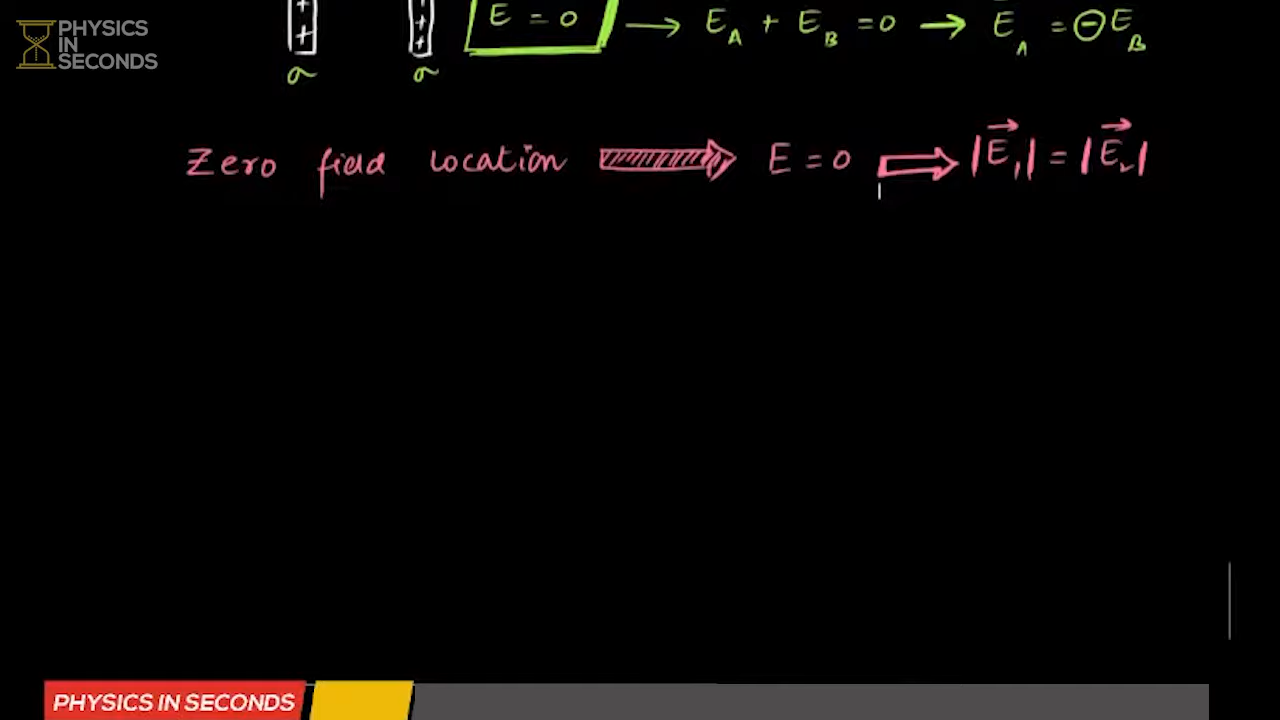 PHYSICS
IN
SECONDS
+ + E = 0 → E_A + E_B = 0 → E_A = ⊖ E_B
+ +
σ σ
Zero field location ⇒ E = 0 ⇒ |E⃗₁| = |E⃗₂|
PHYSICS IN SECONDS